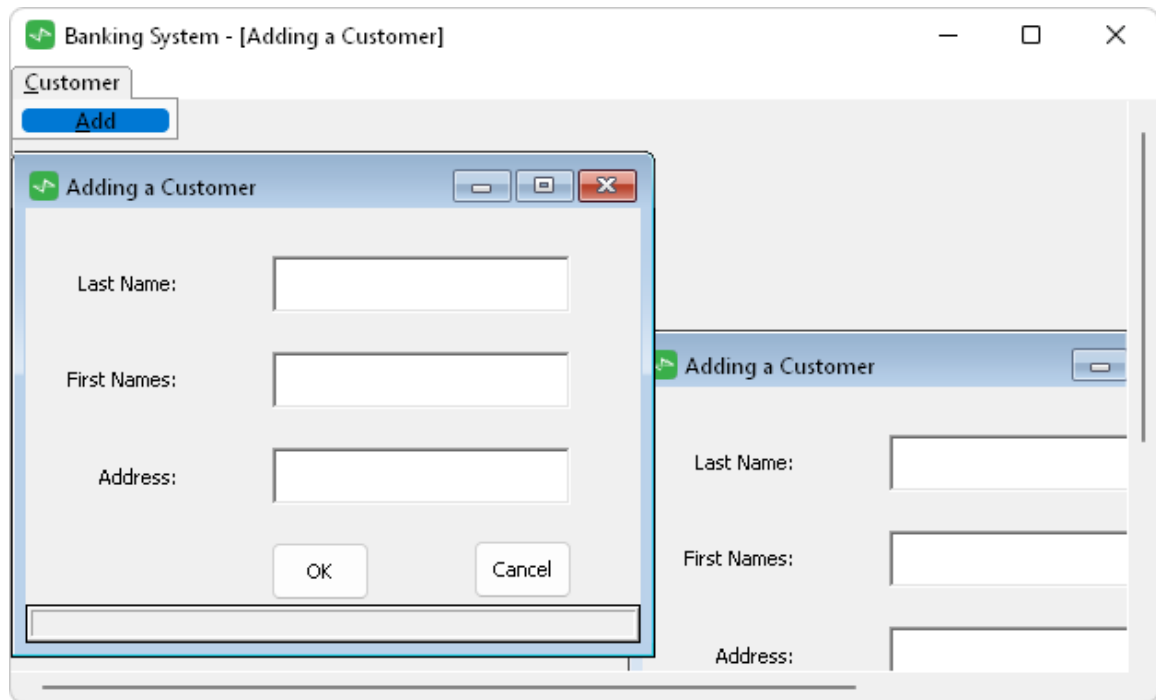 Banking System - [Adding a Customer]
Customer
Add
Adding a Customer
Last Name:
First Names:
Address:
OK
Cancel
Adding a Customer
Last Name:
First Names:
Address: